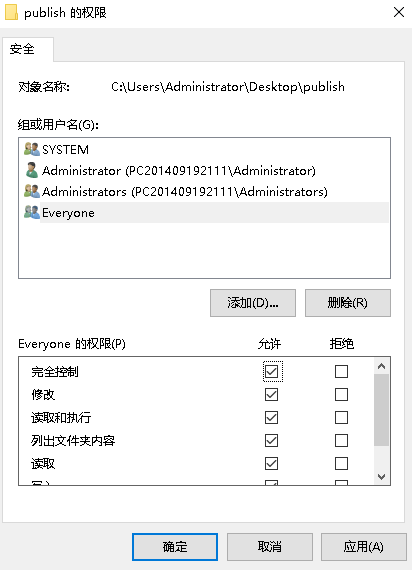 publish 的权限
安全
对象名称: C:\Users\Administrator\Desktop\publish
组或用户名(G):
SYSTEM
Administrator (PC201409192111\Administrator)
Administrators (PC201409192111\Administrators)
Everyone
添加(D)... 删除(R)
Everyone 的权限(P) 允许 拒绝
完全控制
修改
读取和执行
列出文件夹内容
读取
确定 取消 应用(A)